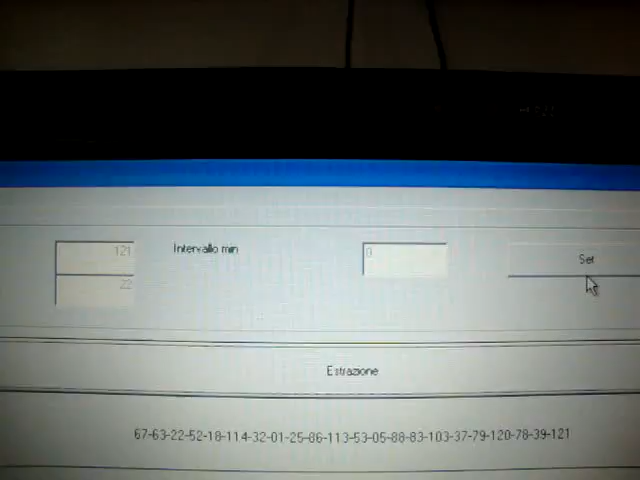 121
Intervallo min
0
Set
22
Estrazione
67-63-22-52-18-114-32-01-25-86-113-53-05-88-83-103-37-79-120-78-39-121